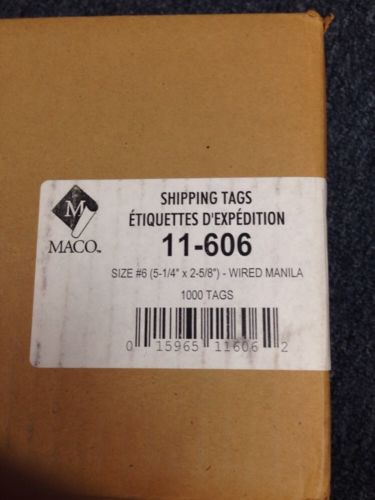 M
MACO™
SHIPPING TAGS
ÉTIQUETTES D'EXPÉDITION
11-606
SIZE #6 (5-1/4" x 2-5/8") - WIRED MANILA
1000 TAGS
0 15965 11606 2